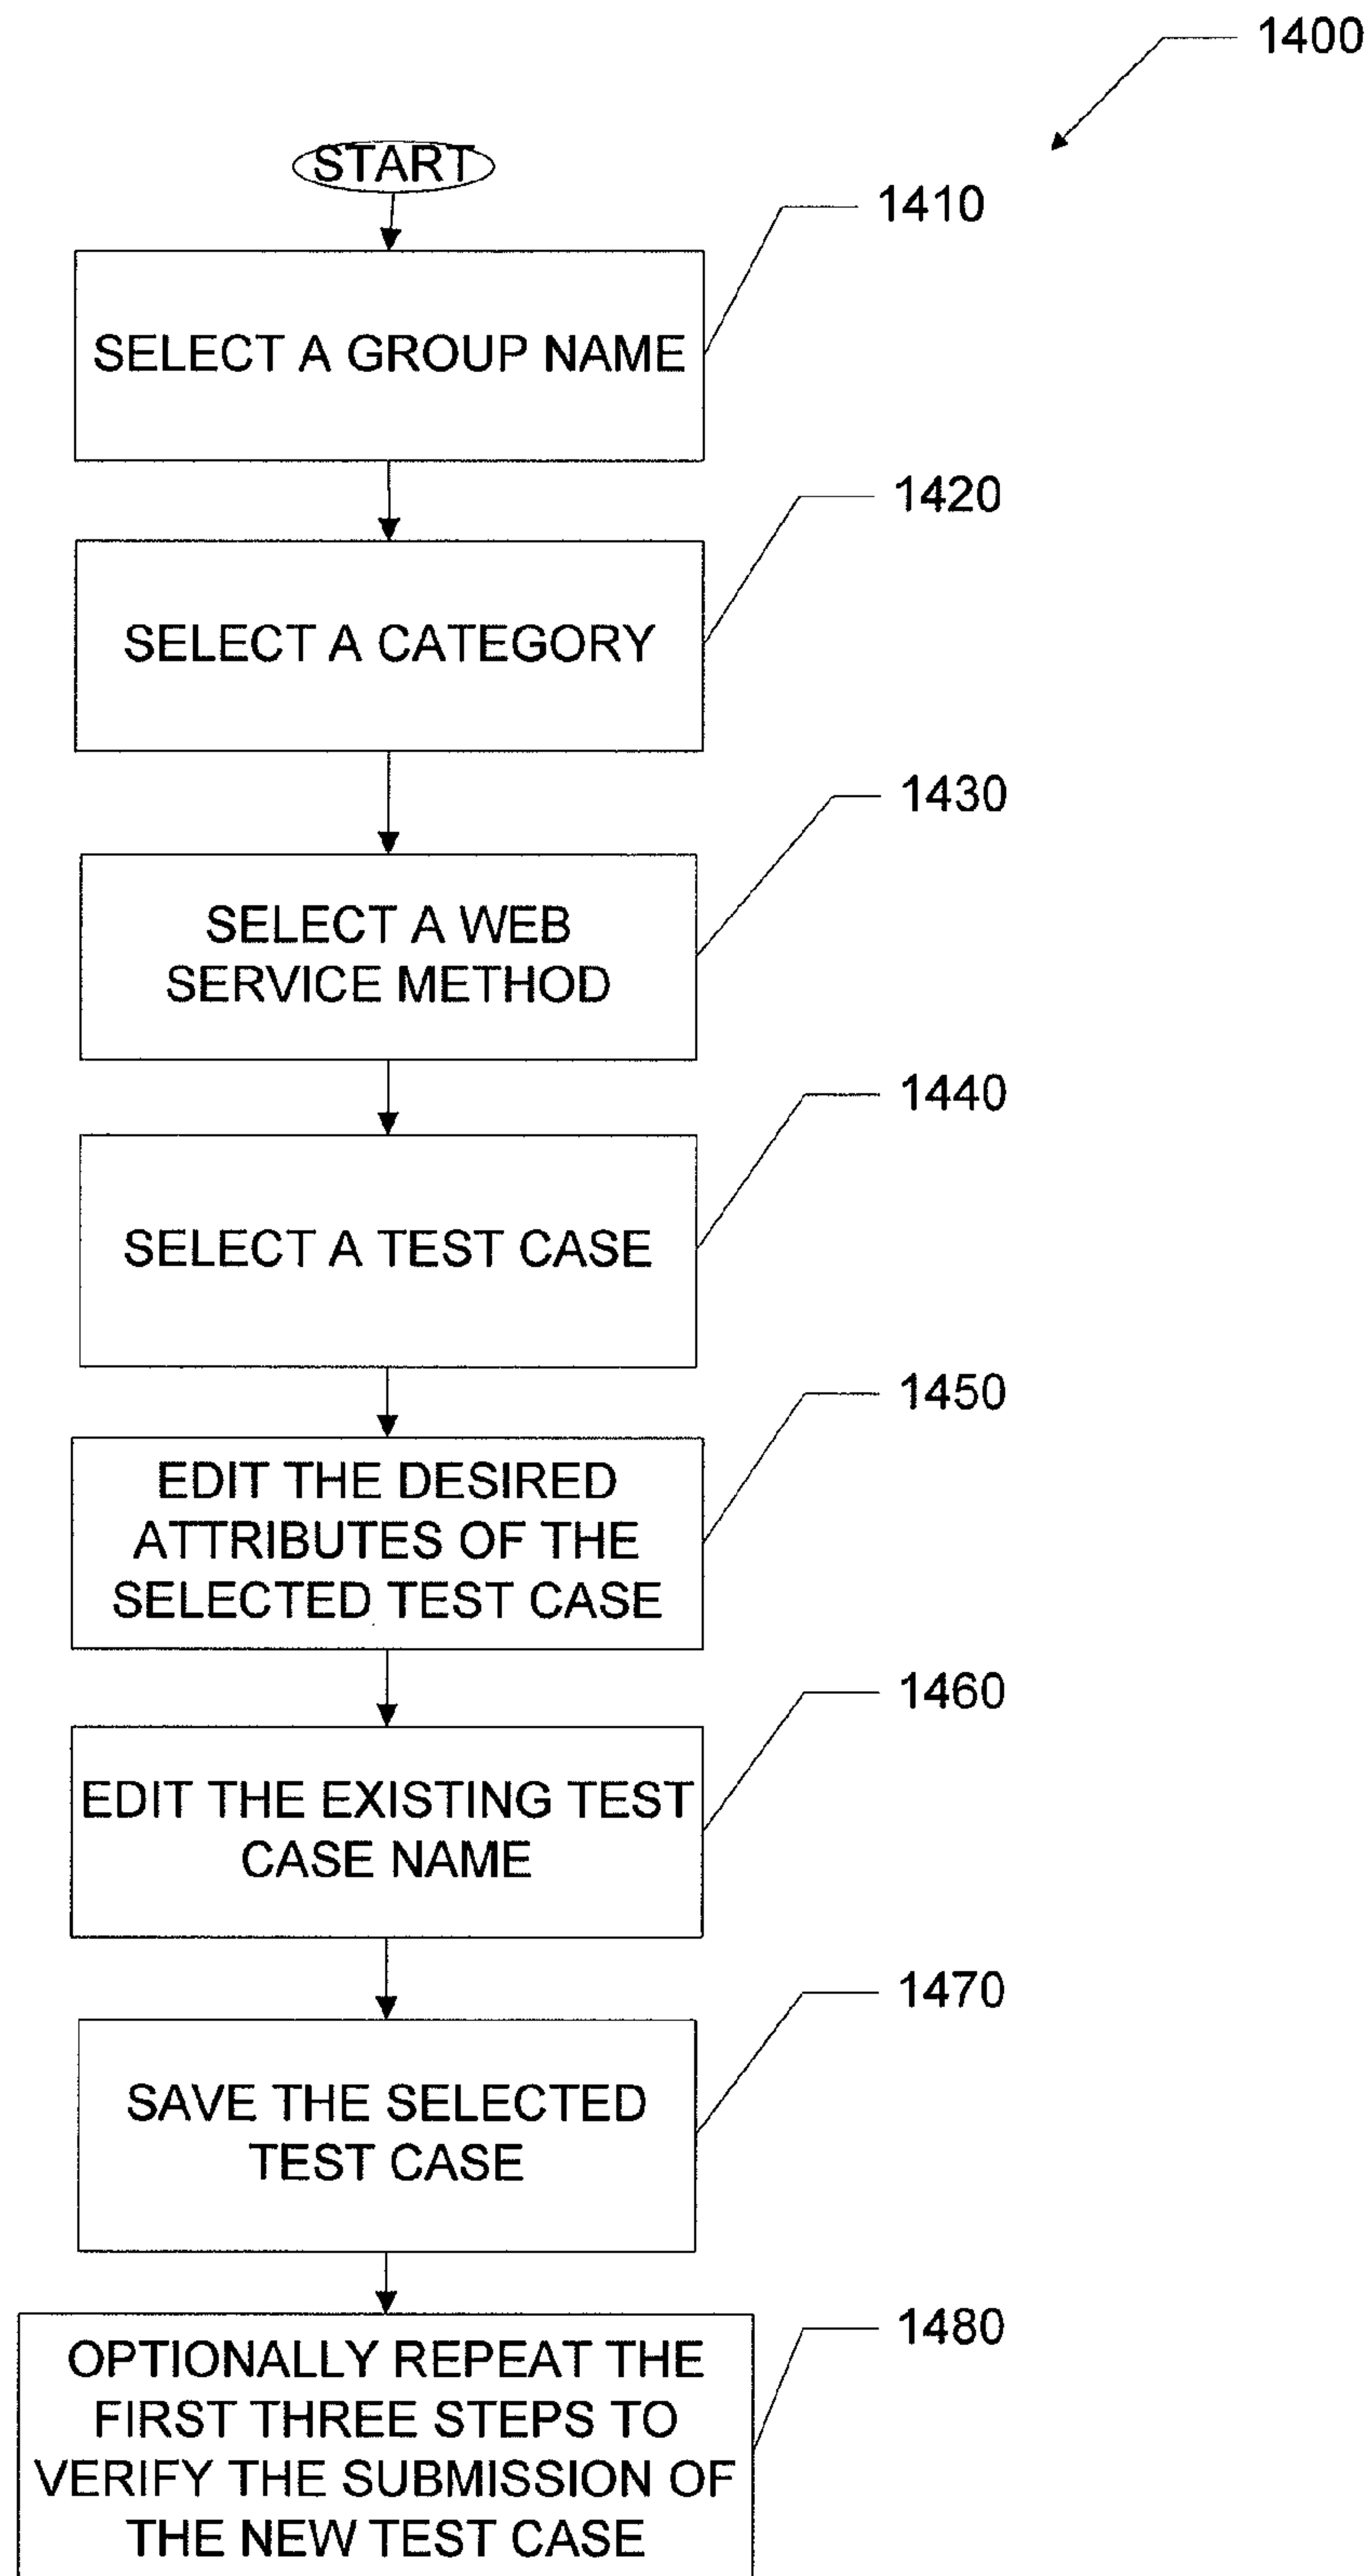 1400
START
1410
SELECT A GROUP NAME
1420
SELECT A CATEGORY
1430
SELECT A WEB
SERVICE METHOD
1440
SELECT A TEST CASE
1450
EDIT THE DESIRED
ATTRIBUTES OF THE
SELECTED TEST CASE
1460
EDIT THE EXISTING TEST
CASE NAME
1470
SAVE THE SELECTED
TEST CASE
1480
OPTIONALLY REPEAT THE
FIRST THREE STEPS TO
VERIFY THE SUBMISSION OF
THE NEW TEST CASE